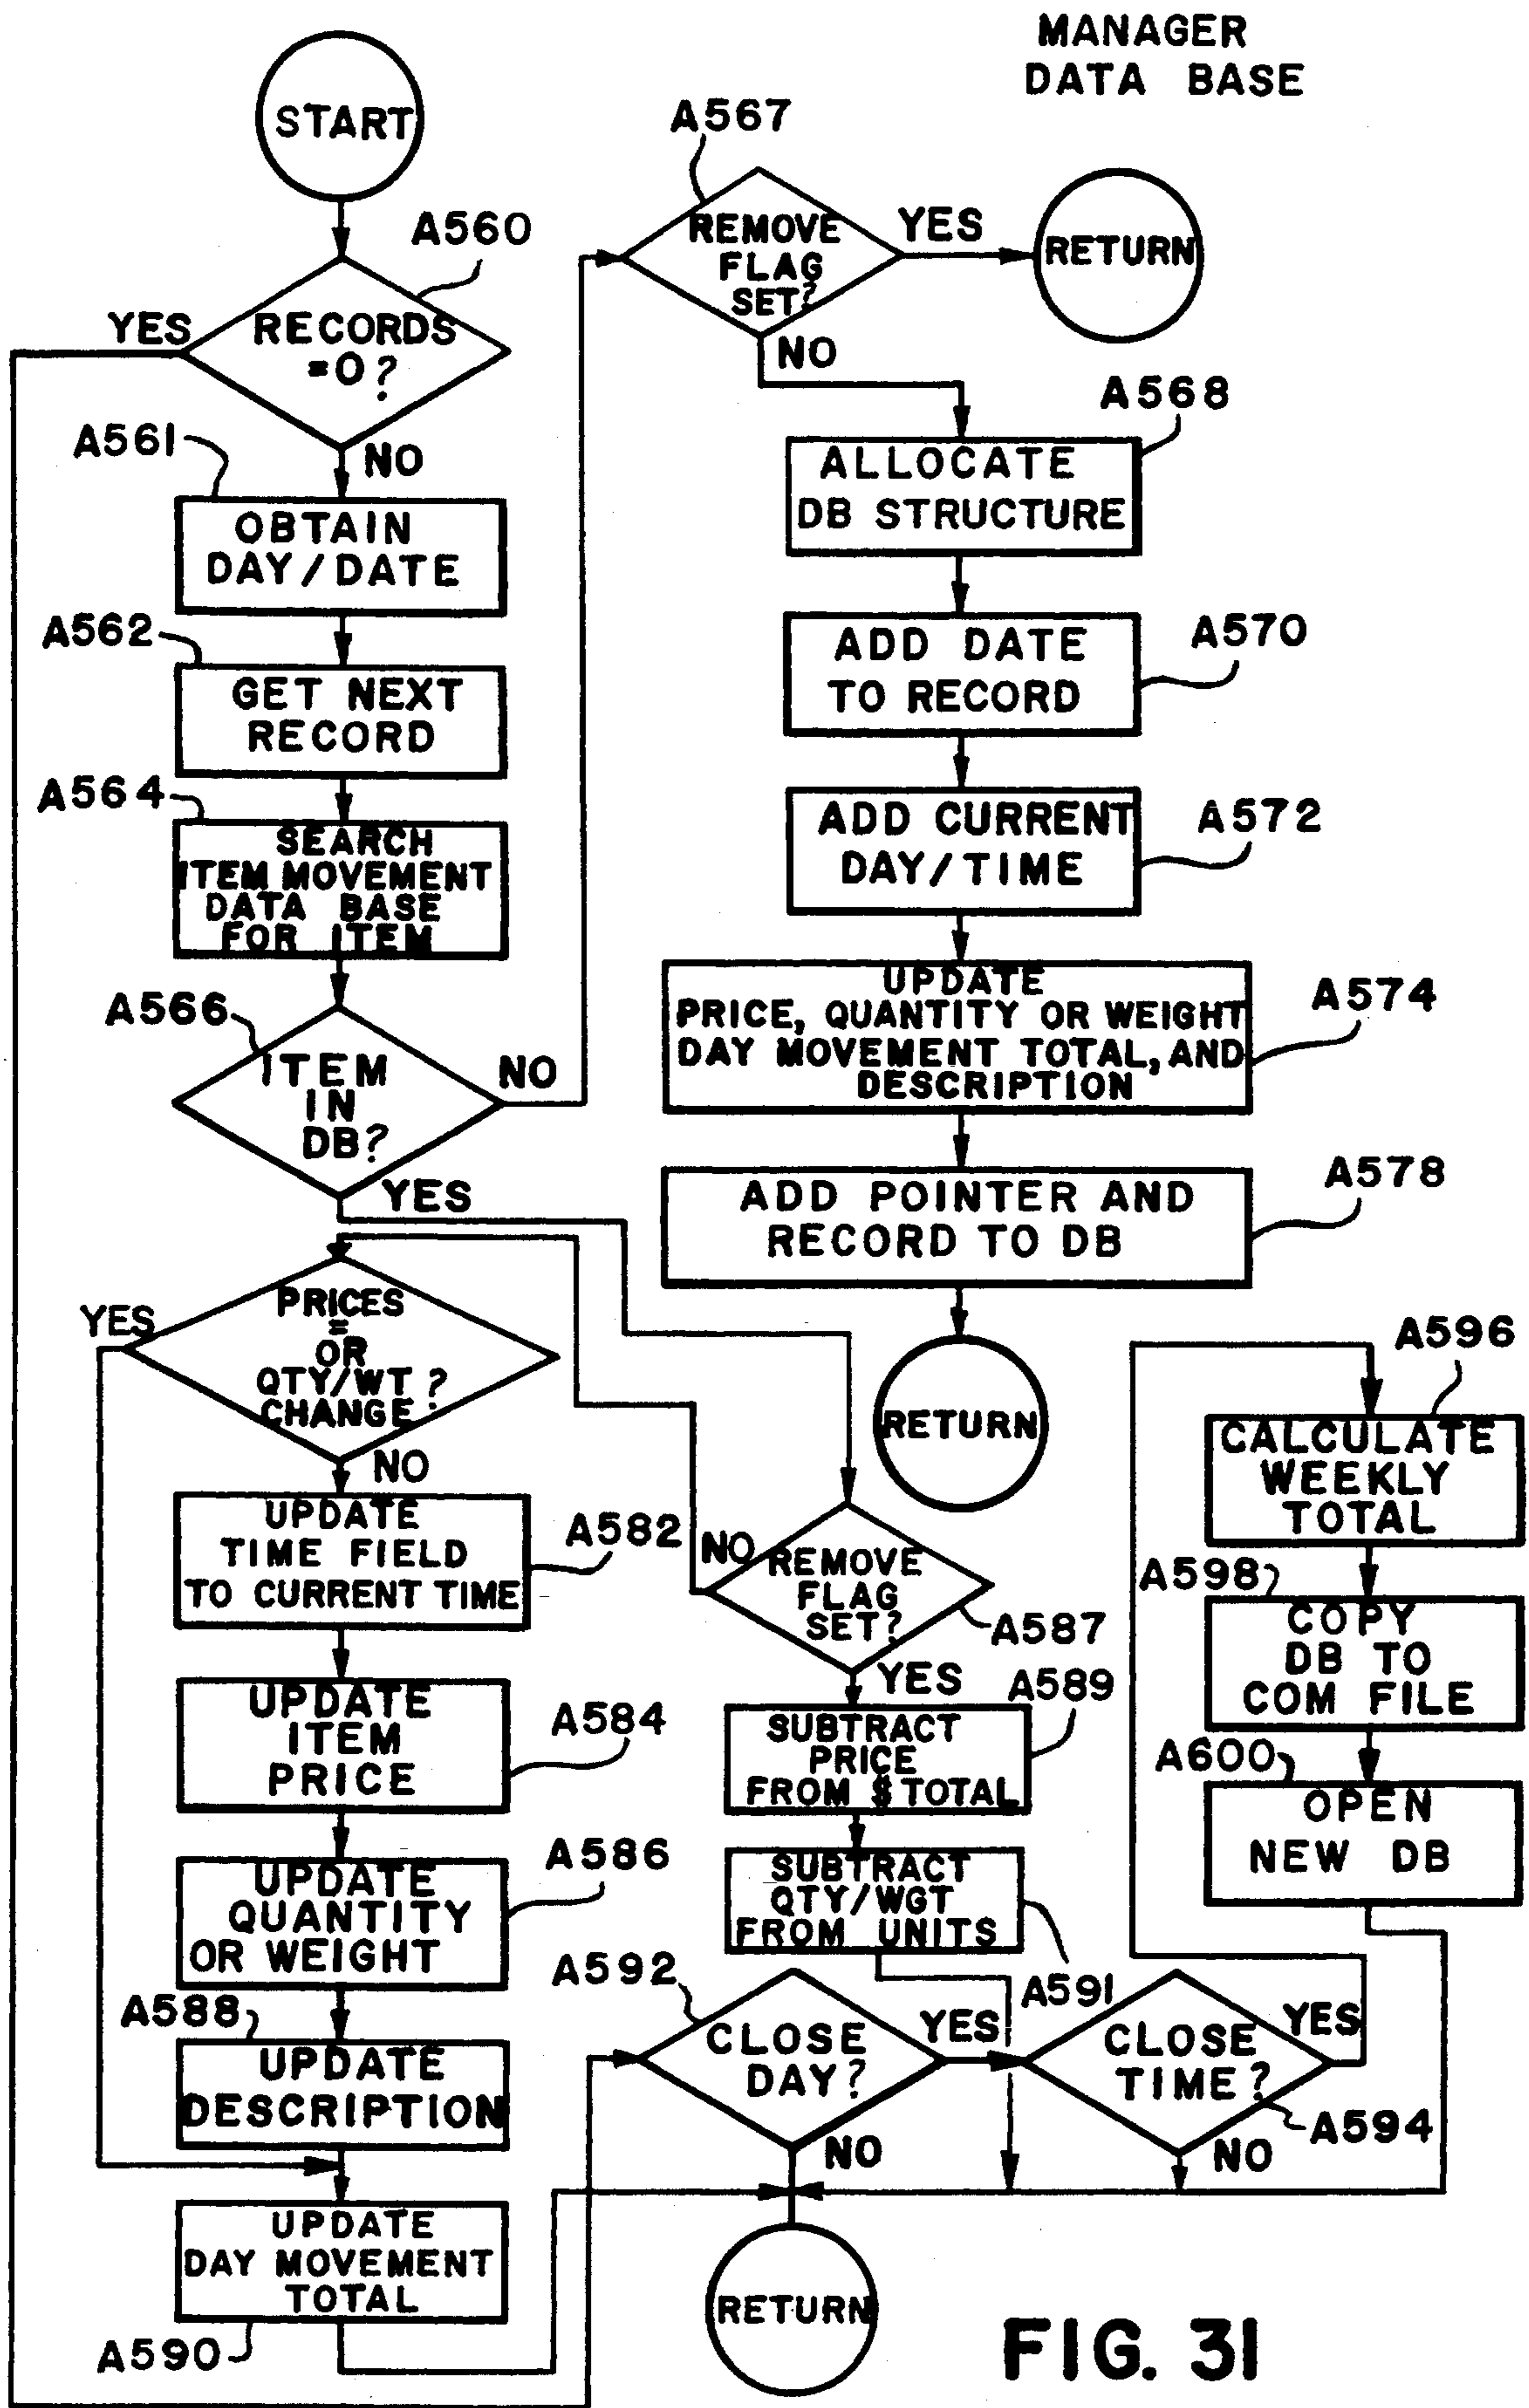 MANAGER
DATA BASE
START
A560
YES
RECORDS
=0?
NO
A561
OBTAIN
DAY/DATE
A562
GET NEXT
RECORD
A564
SEARCH
ITEM MOVEMENT
DATA BASE
FOR ITEM
A566
ITEM
IN
DB?
NO
YES
A567
REMOVE
FLAG
SET?
YES
RETURN
NO
A568
ALLOCATE
DB STRUCTURE
A570
ADD DATE
TO RECORD
A572
ADD CURRENT
DAY/TIME
A574
UPDATE
PRICE, QUANTITY OR WEIGHT
DAY MOVEMENT TOTAL, AND
DESCRIPTION
A578
ADD POINTER AND
RECORD TO DB
RETURN
YES
PRICES
=
OR
QTY/WT ?
CHANGE
NO
UPDATE
TIME FIELD
TO CURRENT TIME
A582
UPDATE
ITEM
PRICE
A584
UPDATE
QUANTITY
OR WEIGHT
A586
A588
UPDATE
DESCRIPTION
UPDATE
DAY MOVEMENT
TOTAL
A590
NO
REMOVE
FLAG
SET?
A587
YES
A589
SUBTRACT
PRICE
FROM $ TOTAL
SUBTRACT
QTY/WGT
FROM UNITS
A591
A592
CLOSE
DAY?
YES
NO
CLOSE
TIME?
YES
A594
NO
RETURN
A596
CALCULATE
WEEKLY
TOTAL
A598
COPY
DB TO
COM FILE
A600
OPEN
NEW DB
FIG. 31